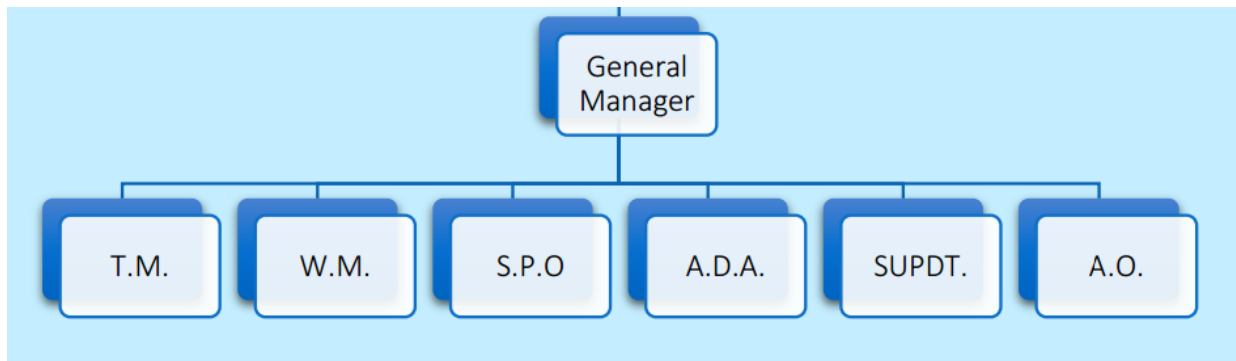 General
Manager
T.M.
W.M.
S.P.O
A.D.A.
SUPDT.
A.O.